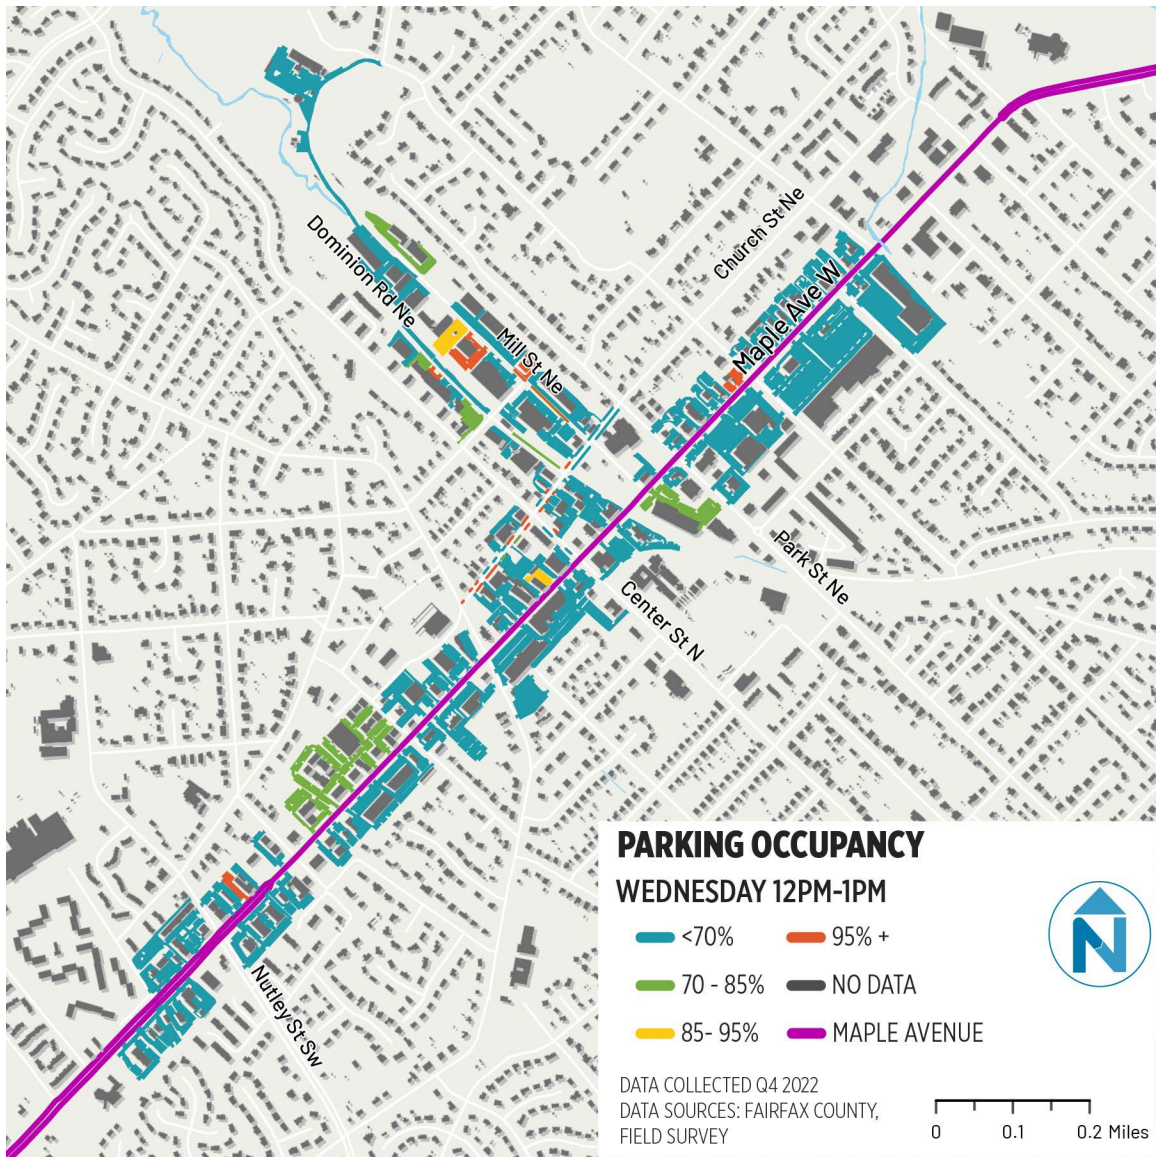 Church St Ne
Dominion Rd Ne
Maple Ave W
Mill St Ne
Park St Ne
Center St N
Nutley St Sw
PARKING OCCUPANCY
WEDNESDAY 12PM-1PM
<70%
95% +
70 - 85%
NO DATA
85- 95%
MAPLE AVENUE
N
DATA COLLECTED Q4 2022
DATA SOURCES: FAIRFAX COUNTY,
FIELD SURVEY
0 0.1 0.2 Miles